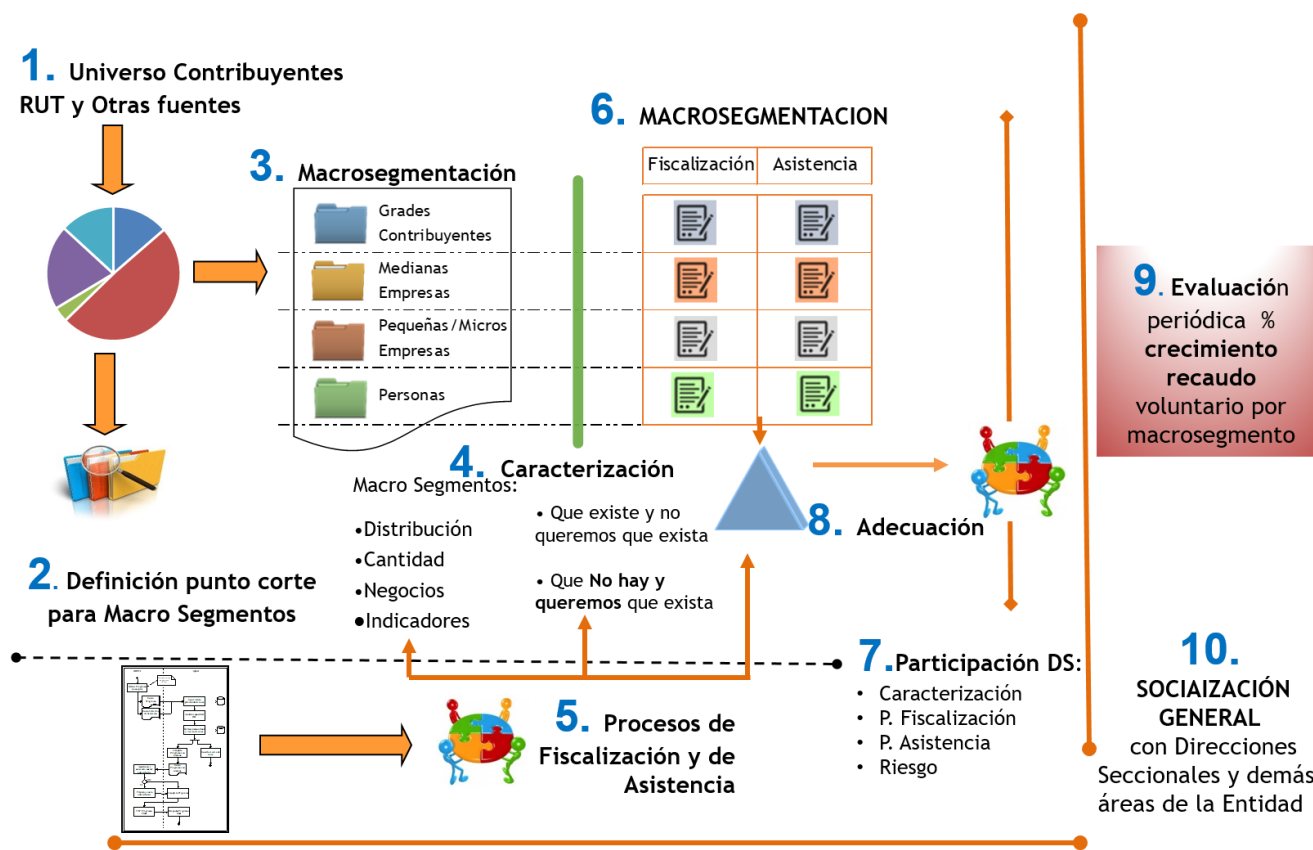 1. Universo Contribuyentes
RUT y Otras fuentes
2. Definición punto corte
para Macro Segmentos
3. Macrosegmentación
Grades
Contribuyentes
Medianas
Empresas
Pequeñas/Micros
Empresas
Personas
4. Caracterización
Macro Segmentos:
•Distribución
•Cantidad
•Negocios
●Indicadores
• Que existe y no
queremos que exista
• Que No hay y
queremos que exista
5. Procesos de
Fiscalización y de
Asistencia
6. MACROSEGMENTACION
Fiscalización
Asistencia
7.Participación DS:
• Caracterización
• P. Fiscalización
• P. Asistencia
• Riesgo
8. Adecuación
9. Evaluación
periódica %
crecimiento
recaudo
voluntario por
macrosegmento
10.
SOCIAIZACIÓN
GENERAL
con Direcciones
Seccionales y demás
áreas de la Entidad